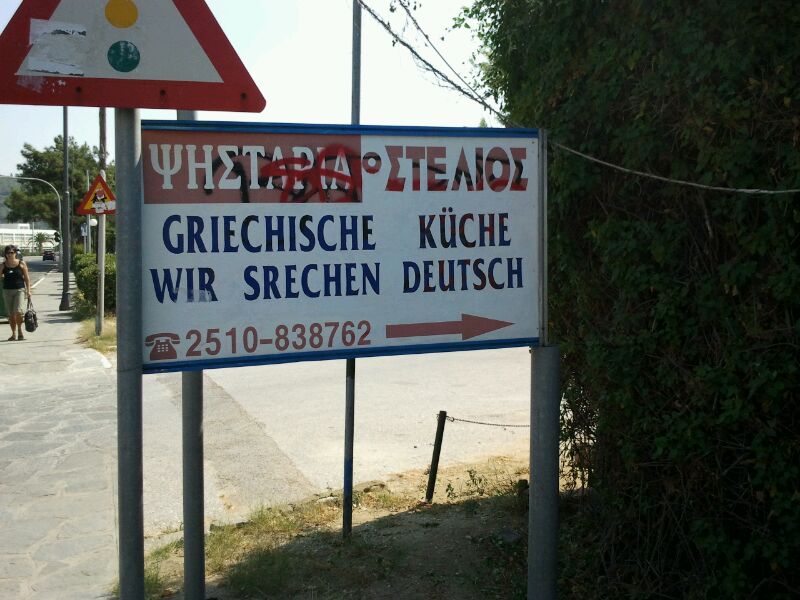 ΨΗΣΤΑΡΙΑ Ο ΣΤΕΛΙΟΣ
GRIECHISCHE KÜCHE
WIR SRECHEN DEUTSCH
2510-838762